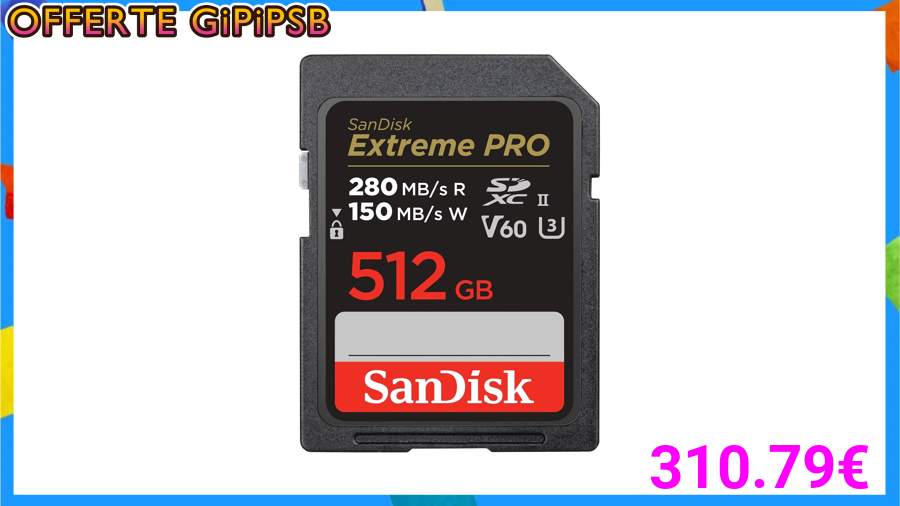 OFFERTE GiPiPSB
SanDisk
Extreme PRO
280 MB/s R
150 MB/s W
SD XC II
V60 U3
512 GB
SanDisk
310.79€